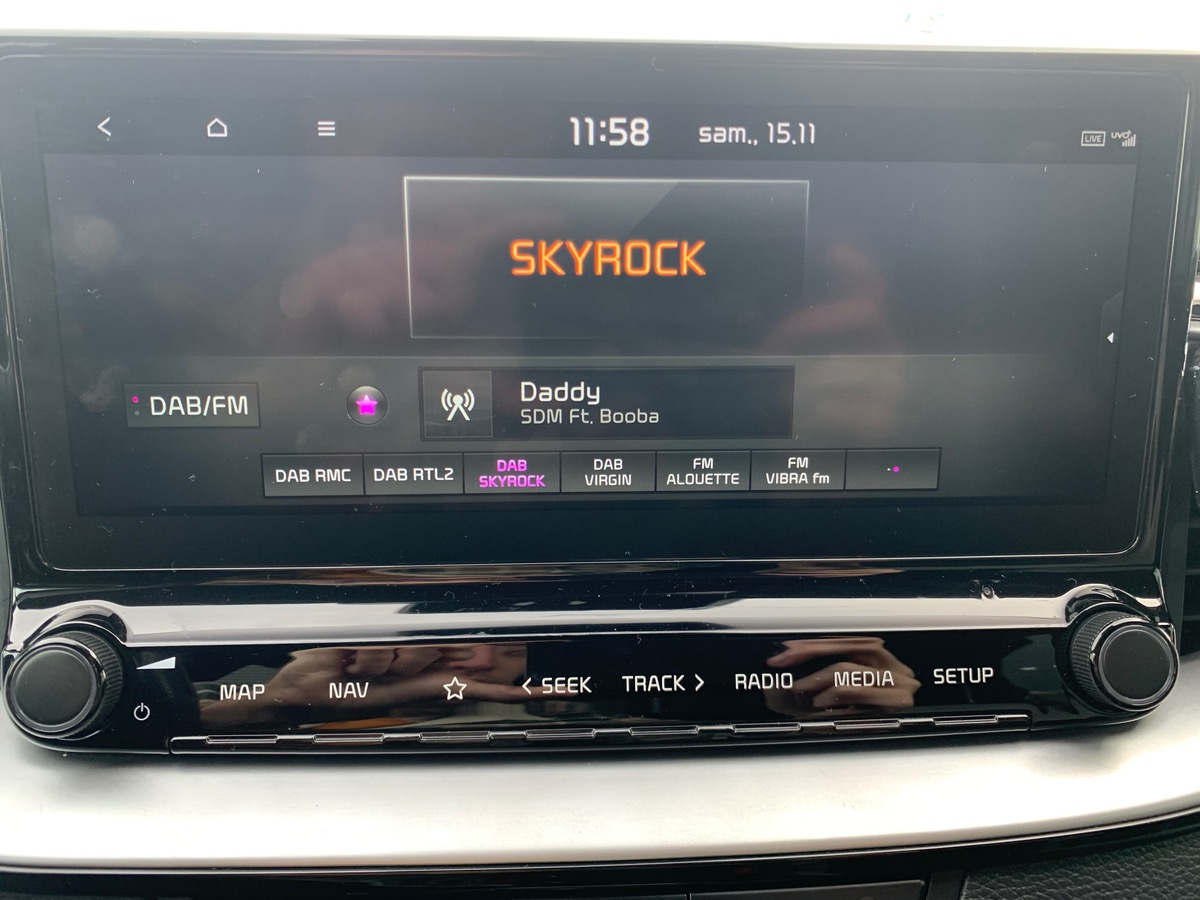 11:58 sam., 15.11
LIVE UVO
SKYROCK
DAB/FM
Daddy
SDM Ft. Booba
DAB RMC
DAB RTL2
DAB
SKYROCK
DAB
VIRGIN
FM
ALOUETTE
FM
VIBRA fm
MAP
NAV
< SEEK
TRACK >
RADIO
MEDIA
SETUP